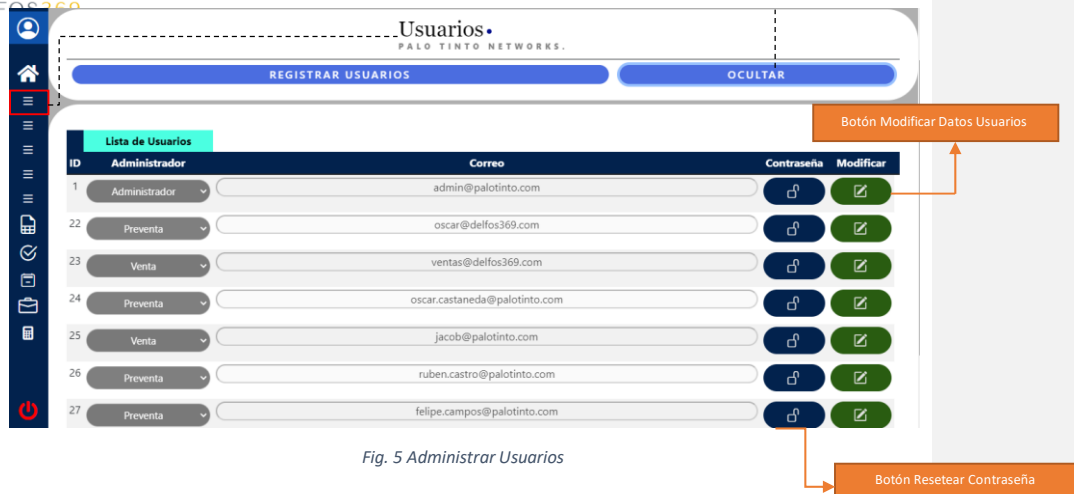 Usuarios•
PALO TINTO NETWORKS.
REGISTRAR USUARIOS OCULTAR
Botón Modificar Datos Usuarios
Lista de Usuarios
ID Administrador Correo Contraseña Modificar
1 Administrador admin@palotinto.com
22 Preventa oscar@delfos369.com
23 Venta ventas@delfos369.com
24 Preventa oscar.castaneda@palotinto.com
25 Venta jacob@palotinto.com
26 Preventa ruben.castro@palotinto.com
27 Preventa felipe.campos@palotinto.com
Fig. 5 Administrar Usuarios
Botón Resetear Contraseña